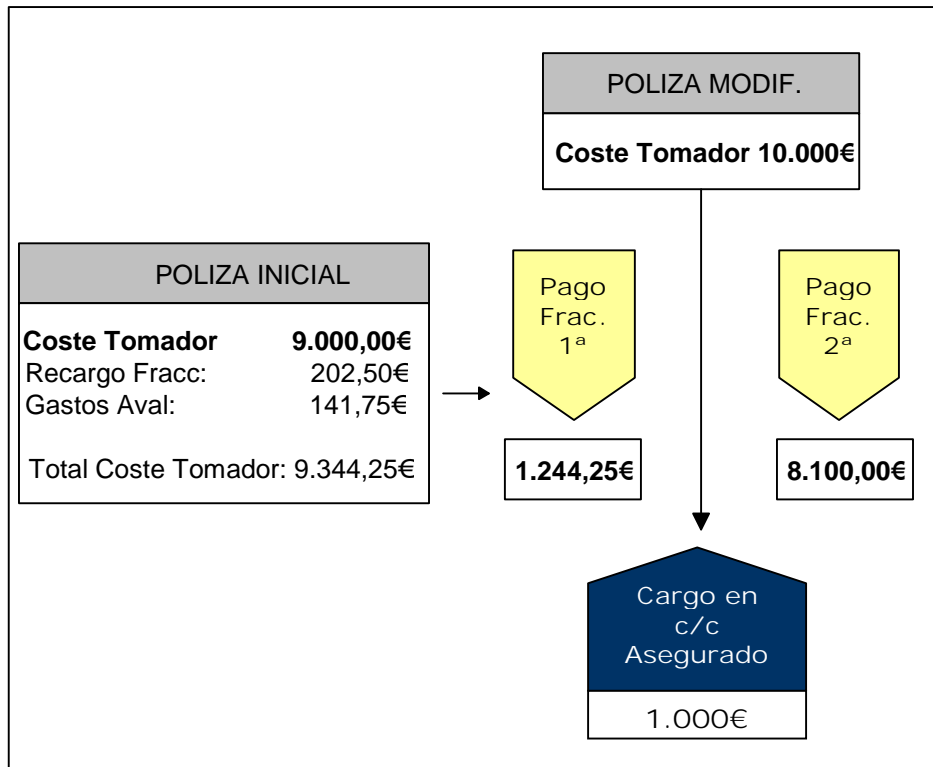 POLIZA MODIF.
Coste Tomador 10.000€
POLIZA INICIAL
Coste Tomador 9.000,00€
Recargo Fracc: 202,50€
Gastos Aval: 141,75€
Total Coste Tomador: 9.344,25€
Pago
Frac.
1ª
1.244,25€
Pago
Frac.
2ª
8.100,00€
Cargo en
c/c
Asegurado
1.000€